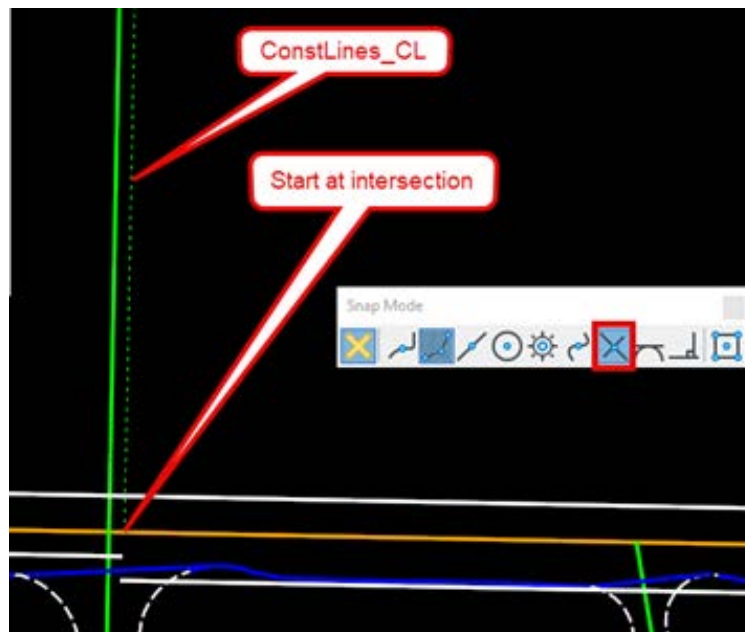 ConstLines_CL
Start at intersection
Snap Mode